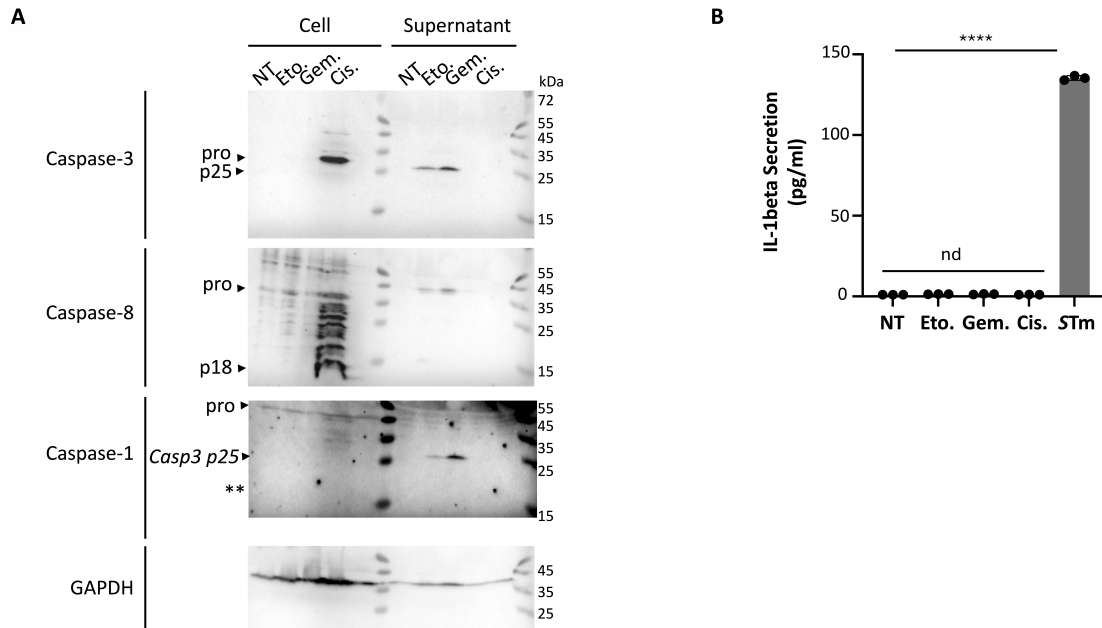 A
Cell Supernatant
NT Eto. Gem. Cis. NT Eto. Gem. Cis.
kDa
72
55
45
Caspase-3 pro 35
p25 25
15
55
pro 45
35
Caspase-8 25
p18 15
pro 55
45
35
Caspase-1 Casp3 p25 25
**
15
45
GAPDH 35
25
B
****
150
100
50
0
IL-1beta Secretion
(pg/ml)
nd
NT Eto. Gem. Cis. STm